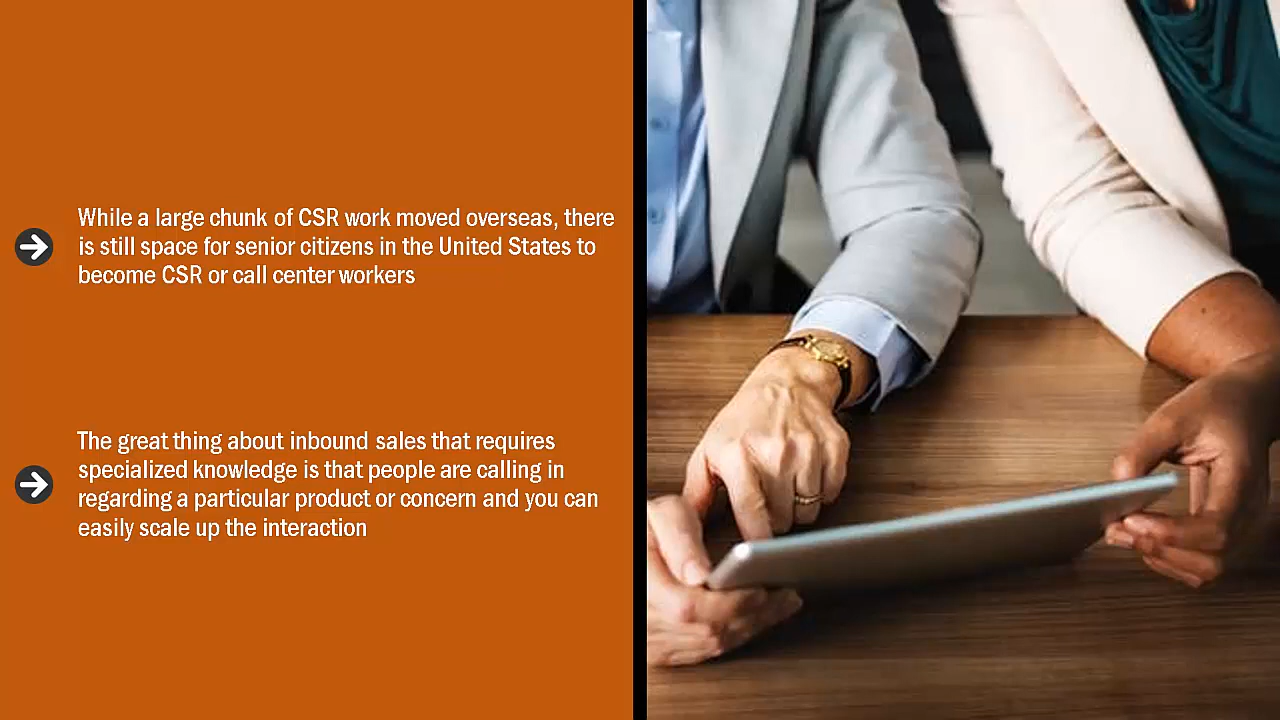 While a large chunk of CSR work moved overseas, there
is still space for senior citizens in the United States to
become CSR or call center workers
The great thing about inbound sales that requires
specialized knowledge is that people are calling in
regarding a particular product or concern and you can
easily scale up the interaction